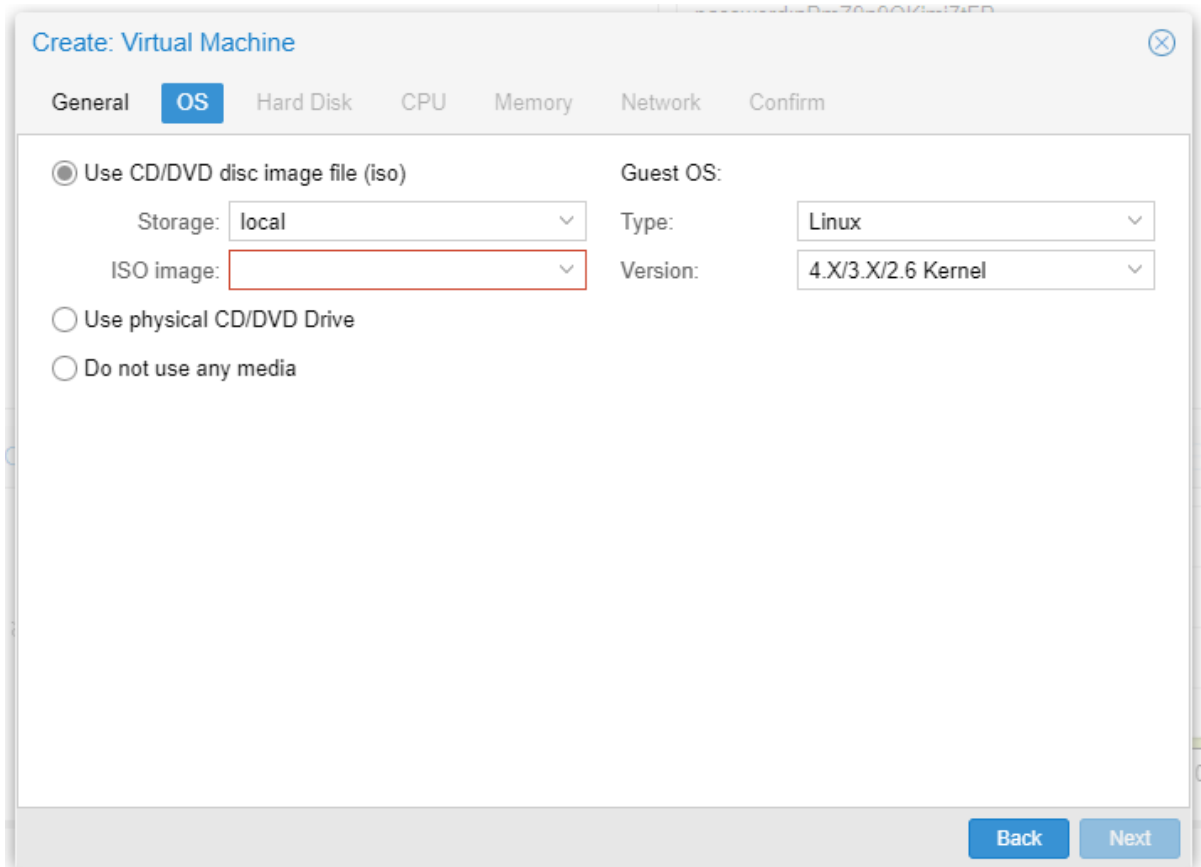 Create: Virtual Machine
General OS Hard Disk CPU Memory Network Confirm
Use CD/DVD disc image file (iso)
Guest OS:
Storage: local
Type: Linux
ISO image:
Version: 4.X/3.X/2.6 Kernel
Use physical CD/DVD Drive
Do not use any media
Back Next